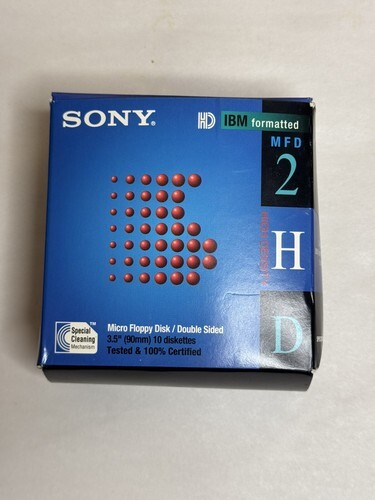 SONY®
HD IBM formatted
MFD
2
H
D
Special
Cleaning
Mechanism
TM
Micro Floppy Disk / Double Sided
3.5" (90mm) 10 diskettes
Tested & 100% Certified